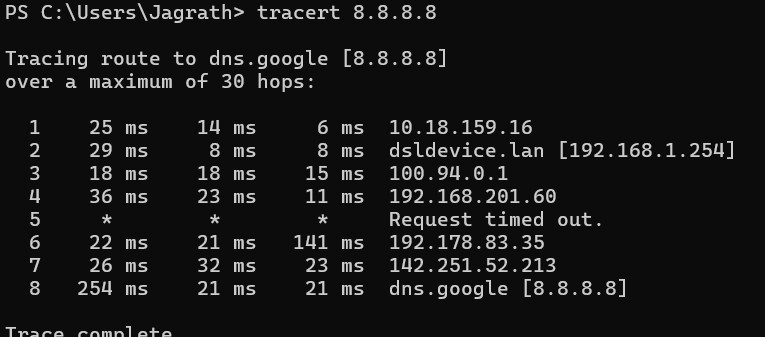 PS C:\Users\Jagrath> tracert 8.8.8.8
Tracing route to dns.google [8.8.8.8]
over a maximum of 30 hops:
1 25 ms 14 ms 6 ms 10.18.159.16
2 29 ms 8 ms 8 ms dsldevice.lan [192.168.1.254]
3 18 ms 18 ms 15 ms 100.94.0.1
4 36 ms 23 ms 11 ms 192.168.201.60
5 * * * Request timed out.
6 22 ms 21 ms 141 ms 192.178.83.35
7 26 ms 32 ms 23 ms 142.251.52.213
8 254 ms 21 ms 21 ms dns.google [8.8.8.8]
Trace complete